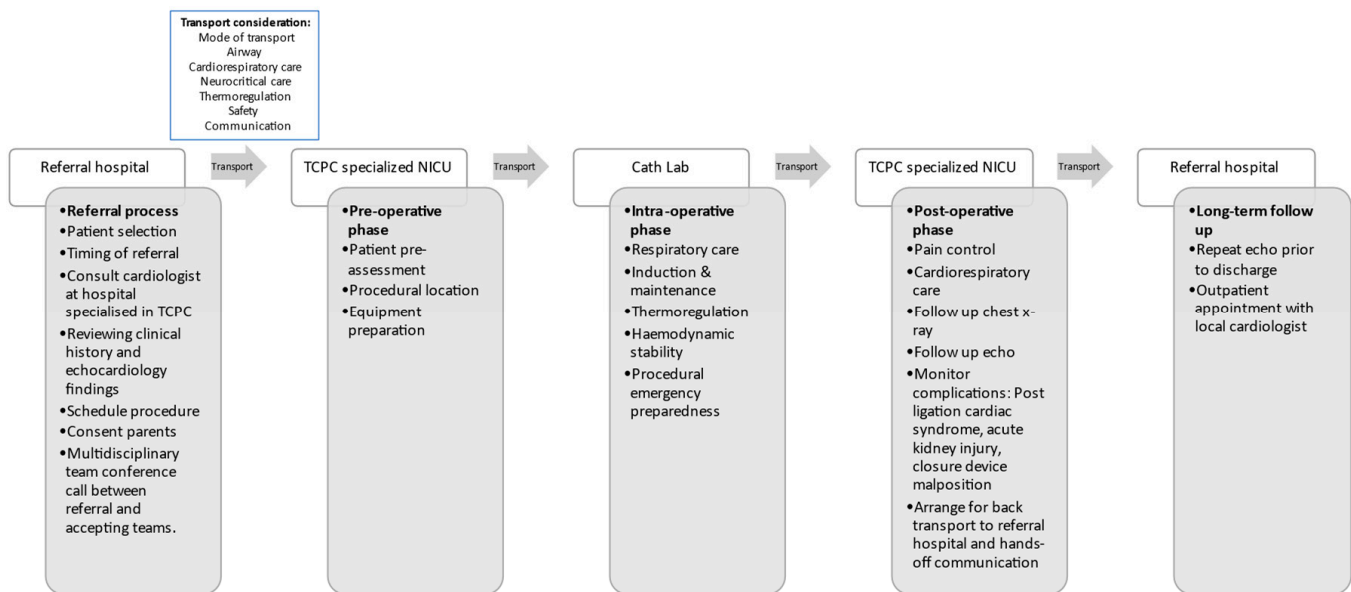 Transport consideration:
Mode of transport
Airway
Cardiorespiratory care
Neurocritical care
Thermoregulation
Safety
Communication
Referral hospital
Transport
TCPC specialized NICU
Transport
Cath Lab
Transport
TCPC specialized NICU
Transport
Referral hospital
•Referral process
•Patient selection
•Timing of referral
•Consult cardiologist
at hospital
specialised in TCPC
•Reviewing clinical
history and
echocardiology
findings
•Schedule procedure
•Consent parents
•Multidisciplinary
team conference
call between
referral and
accepting teams.
•Pre-operative
phase
•Patient pre-
assessment
•Procedural location
•Equipment
preparation
•Intra-operative
phase
•Respiratory care
•Induction &
maintenance
•Thermoregulation
•Haemodynamic
stability
•Procedural
emergency
preparedness
•Post-operative
phase
•Pain control
•Cardiorespiratory
care
•Follow up chest x-
ray
•Follow up echo
•Monitor
complications: Post
ligation cardiac
syndrome, acute
kidney injury,
closure device
malposition
•Arrange for back
transport to referral
hospital and hands-
off communication
•Long-term follow
up
•Repeat echo prior
to discharge
•Outpatient
appointment with
local cardiologist